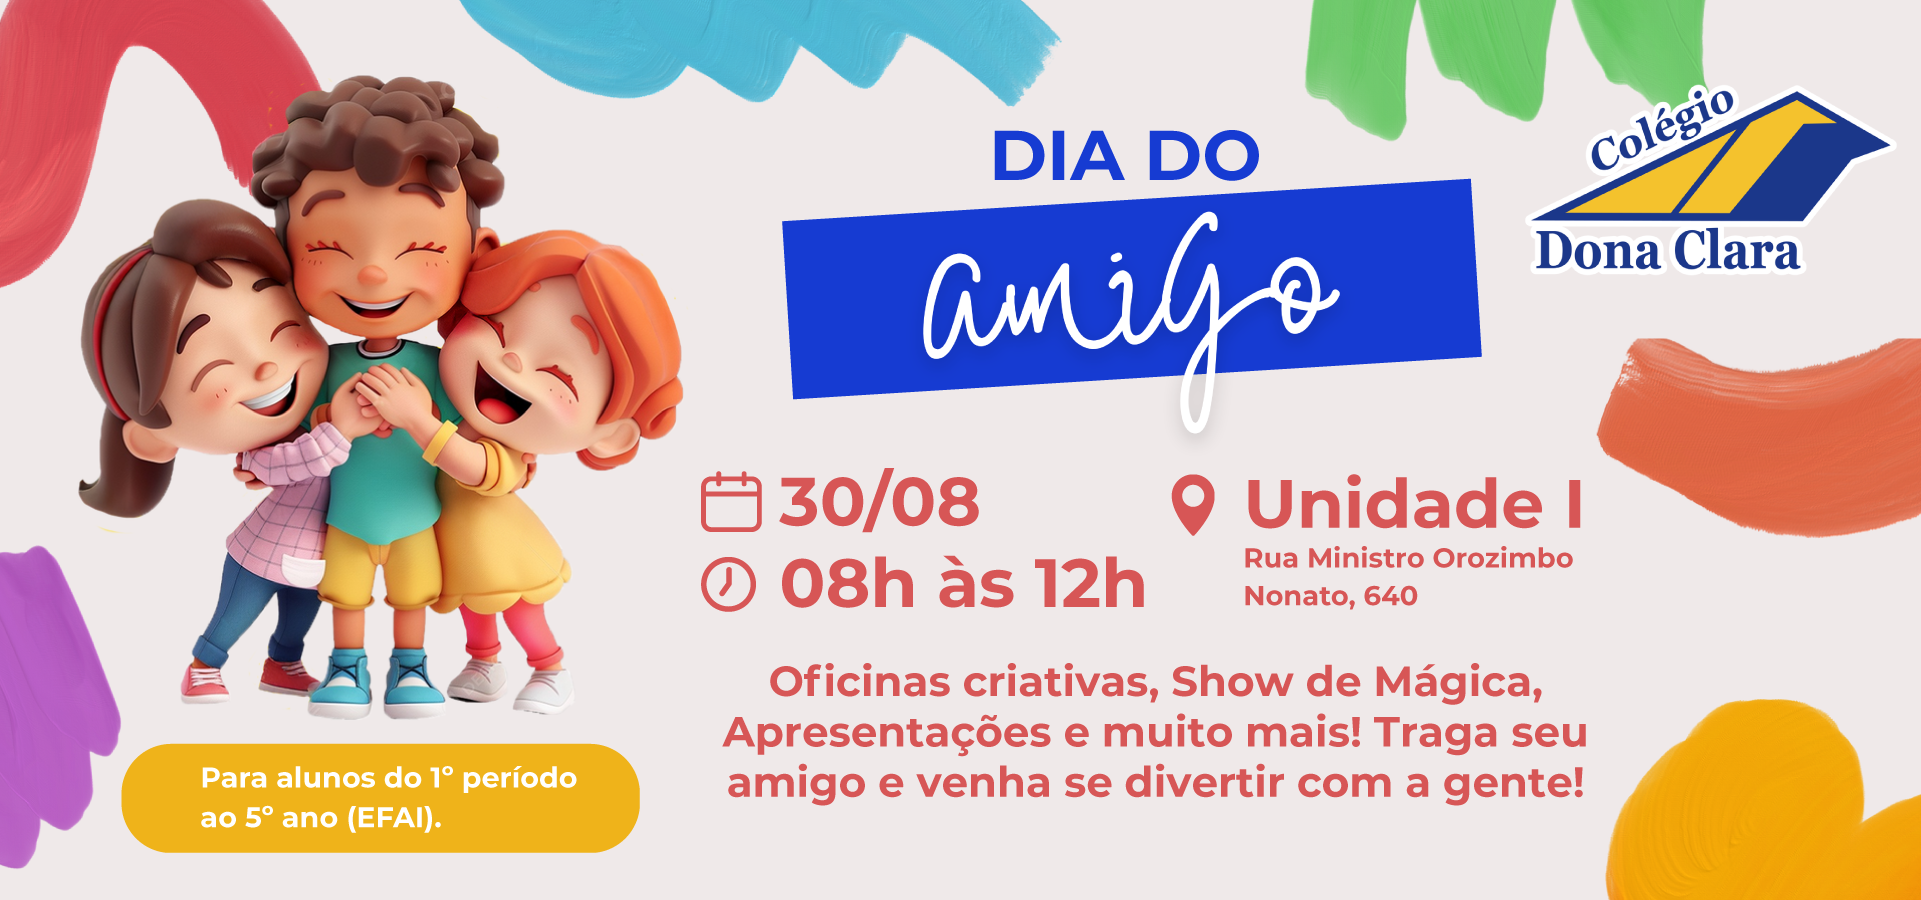 DIA DO
amigo
Colégio
Dona Clara
30/08
08h às 12h
Unidade I
Rua Ministro Orozimbo
Nonato, 640
Oficinas criativas, Show de Mágica,
Apresentações e muito mais! Traga seu
amigo e venha se divertir com a gente!
Para alunos do 1º período
ao 5º ano (EFAI).